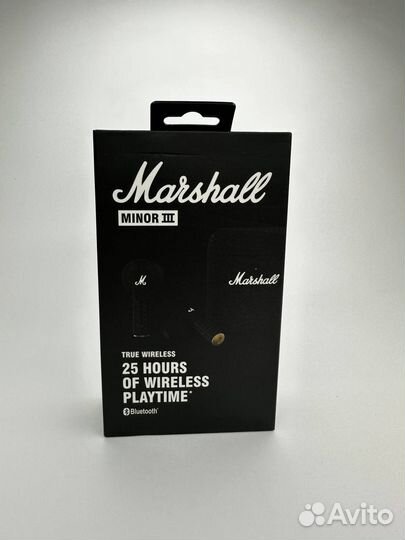 Marshall
MINOR III
Marshall
M
M
TRUE WIRELESS
25 HOURS
OF WIRELESS
PLAYTIME*
Bluetooth®
Avito